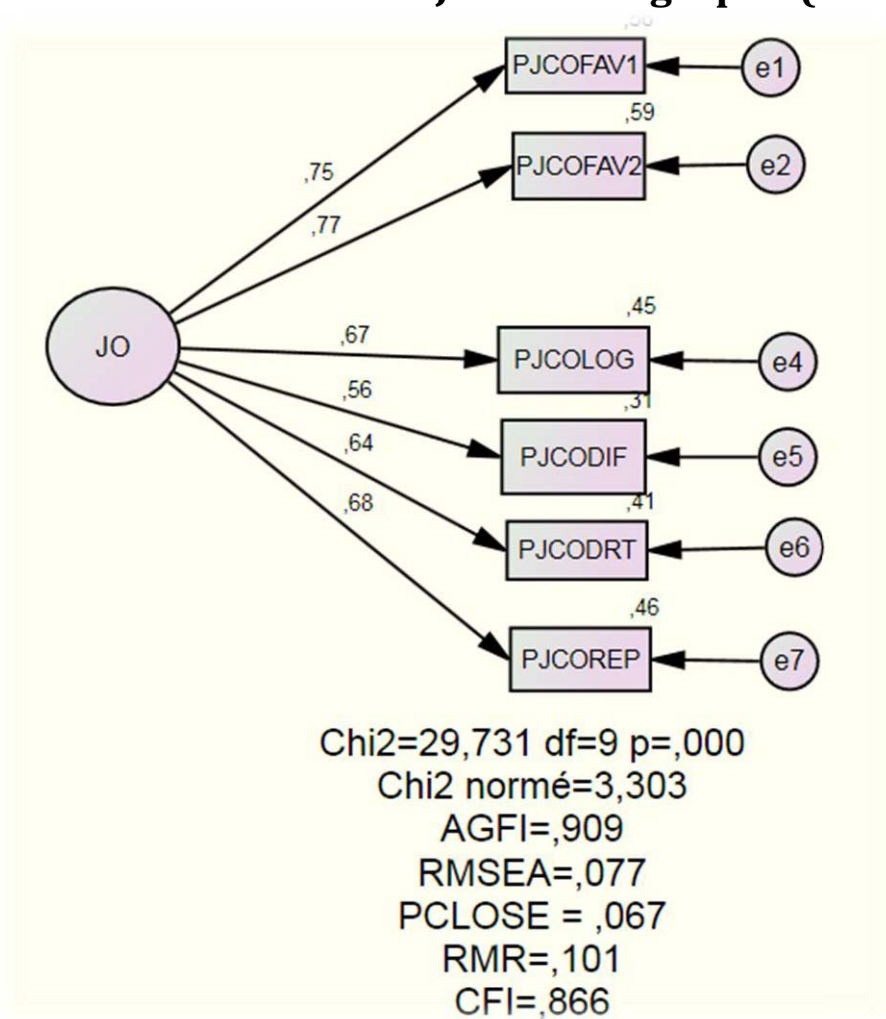 PJCOFAV1
e1
,59
,75
PJCOFAV2
e2
,77
,45
JO
,67
PJCOLOG
e4
,56
,31
PJCODIF
e5
,64
,41
,68
PJCODRT
e6
,46
PJCOREP
e7
Chi2=29,731 df=9 p=,000
Chi2 normé=3,303
AGFI=,909
RMSEA=,077
PCLOSE = ,067
RMR=,101
CFI=,866